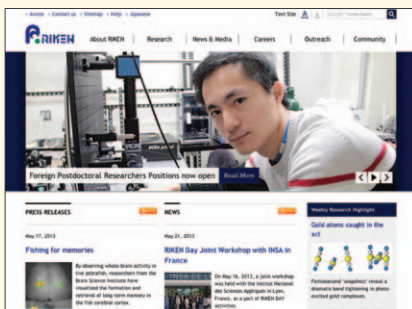 Access Contact us Sitemap Help Japanese
Text Size A A Google Custom Search
RIKEN
About RIKEN Research News & Media Careers Outreach Community
Foreign Postdoctoral Researchers Positions now open Read More
PRESS RELEASES
May 17, 2013
Fishing for memories
By observing whole-brain activity in
live zebrafish, researchers from the
Brain Science Institute have
visualized the formation and
retrieval of long-term memory in
the fish cerebral cortex.
NEWS
May 21, 2013
RIKEN Day Joint Workshop with INSA in
France
INSA DE L
On May 16, 2013, a joint workshop
was held with the Institut National
des Sciences Appliqués in Lyon,
France, as a part of RIKEN DAY
activities.
Weekly Research Highlight
Gold atoms caught in the
act
Femtosecond 'snapshots' reveal a
dramatic bond tightening in photo-
excited gold complexes.